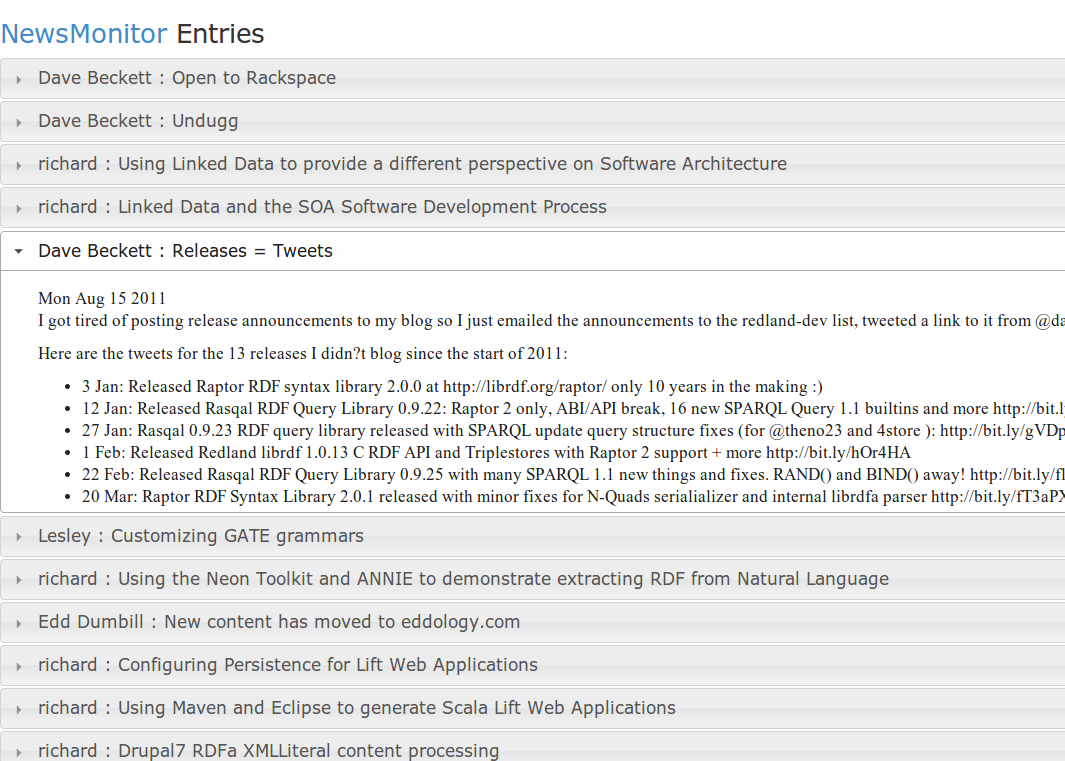 NewsMonitor Entries
Dave Beckett : Open to Rackspace
Dave Beckett : Undugg
richard : Using Linked Data to provide a different perspective on Software Architecture
richard : Linked Data and the SOA Software Development Process
Dave Beckett : Releases = Tweets
Mon Aug 15 2011
I got tired of posting release announcements to my blog so I just emailed the announcements to the redland-dev list, tweeted a link to it from @da
Here are the tweets for the 13 releases I didn?t blog since the start of 2011:
• 3 Jan: Released Raptor RDF syntax library 2.0.0 at http://librdf.org/raptor/ only 10 years in the making :)
• 12 Jan: Released Rasqal RDF Query Library 0.9.22: Raptor 2 only, ABI/API break, 16 new SPARQL Query 1.1 builtins and more http://bit.l
• 27 Jan: Rasqal 0.9.23 RDF query library released with SPARQL update query structure fixes (for @theno23 and 4store ): http://bit.ly/gVDp
• 1 Feb: Released Redland librdf 1.0.13 C RDF API and Triplestores with Raptor 2 support + more http://bit.ly/hOr4HA
• 22 Feb: Released Rasqal RDF Query Library 0.9.25 with many SPARQL 1.1 new things and fixes. RAND() and BIND() away! http://bit.ly/fl
• 20 Mar: Raptor RDF Syntax Library 2.0.1 released with minor fixes for N-Quads serialializer and internal librdfa parser http://bit.ly/fT3aPX
Lesley : Customizing GATE grammars
richard : Using the Neon Toolkit and ANNIE to demonstrate extracting RDF from Natural Language
Edd Dumbill : New content has moved to eddology.com
richard : Configuring Persistence for Lift Web Applications
richard : Using Maven and Eclipse to generate Scala Lift Web Applications
richard : Drupal7 RDFa XMLLiteral content processing